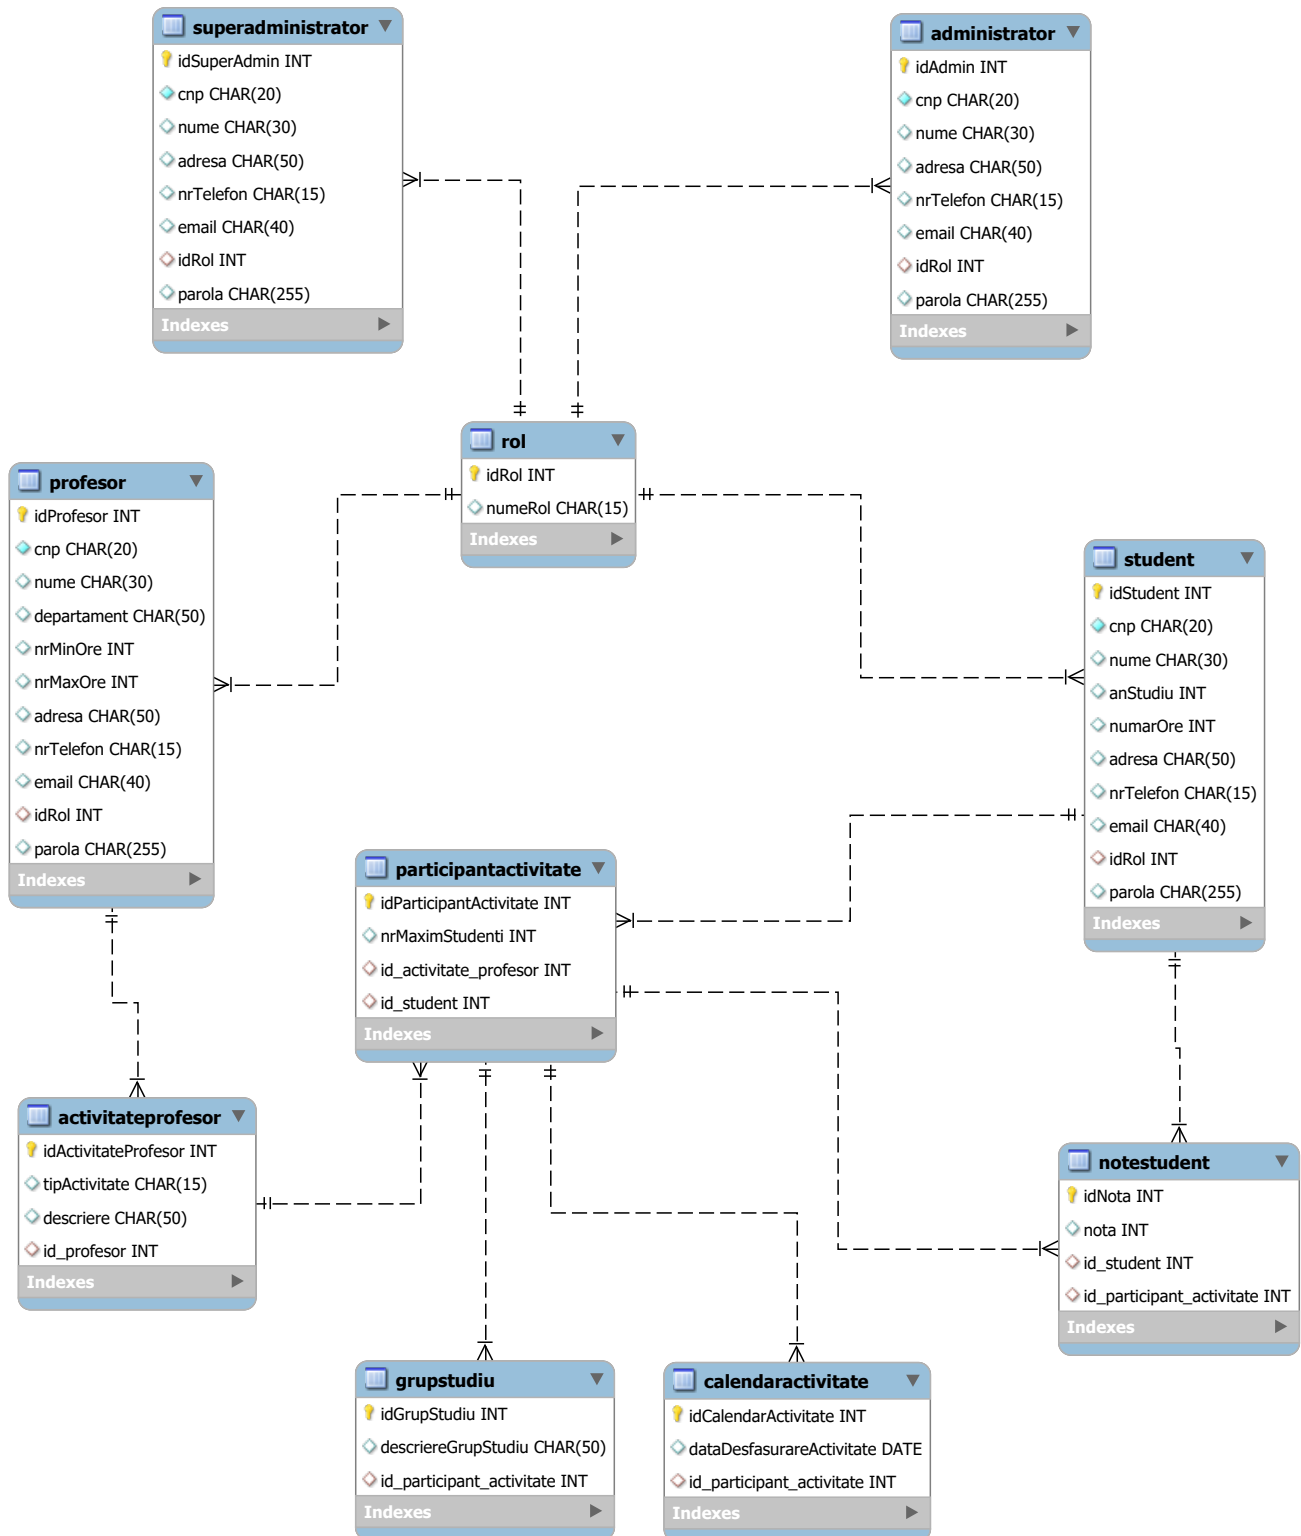 superadministrator
idSuperAdmin INT
cnp CHAR(20)
nume CHAR(30)
adresa CHAR(50)
nrTelefon CHAR(15)
email CHAR(40)
idRol INT
parola CHAR(255)
Indexes
administrator
idAdmin INT
cnp CHAR(20)
nume CHAR(30)
adresa CHAR(50)
nrTelefon CHAR(15)
email CHAR(40)
idRol INT
parola CHAR(255)
Indexes
rol
idRol INT
numeRol CHAR(15)
Indexes
profesor
idProfesor INT
cnp CHAR(20)
nume CHAR(30)
departament CHAR(50)
nrMinOre INT
nrMaxOre INT
adresa CHAR(50)
nrTelefon CHAR(15)
email CHAR(40)
idRol INT
parola CHAR(255)
Indexes
student
idStudent INT
cnp CHAR(20)
nume CHAR(30)
anStudiu INT
numarOre INT
adresa CHAR(50)
nrTelefon CHAR(15)
email CHAR(40)
idRol INT
parola CHAR(255)
Indexes
participantactivitate
idParticipantActivitate INT
nrMaximStudenti INT
id_activitate_profesor INT
id_student INT
Indexes
activitateprofesor
idActivitateProfesor INT
tipActivitate CHAR(15)
descriere CHAR(50)
id_profesor INT
Indexes
notestudent
idNota INT
nota INT
id_student INT
id_participant_activitate INT
Indexes
grupstudiu
idGrupStudiu INT
descriereGrupStudiu CHAR(50)
id_participant_activitate INT
Indexes
calendaractivitate
idCalendarActivitate INT
dataDesfasurareActivitate DATE
id_participant_activitate INT
Indexes